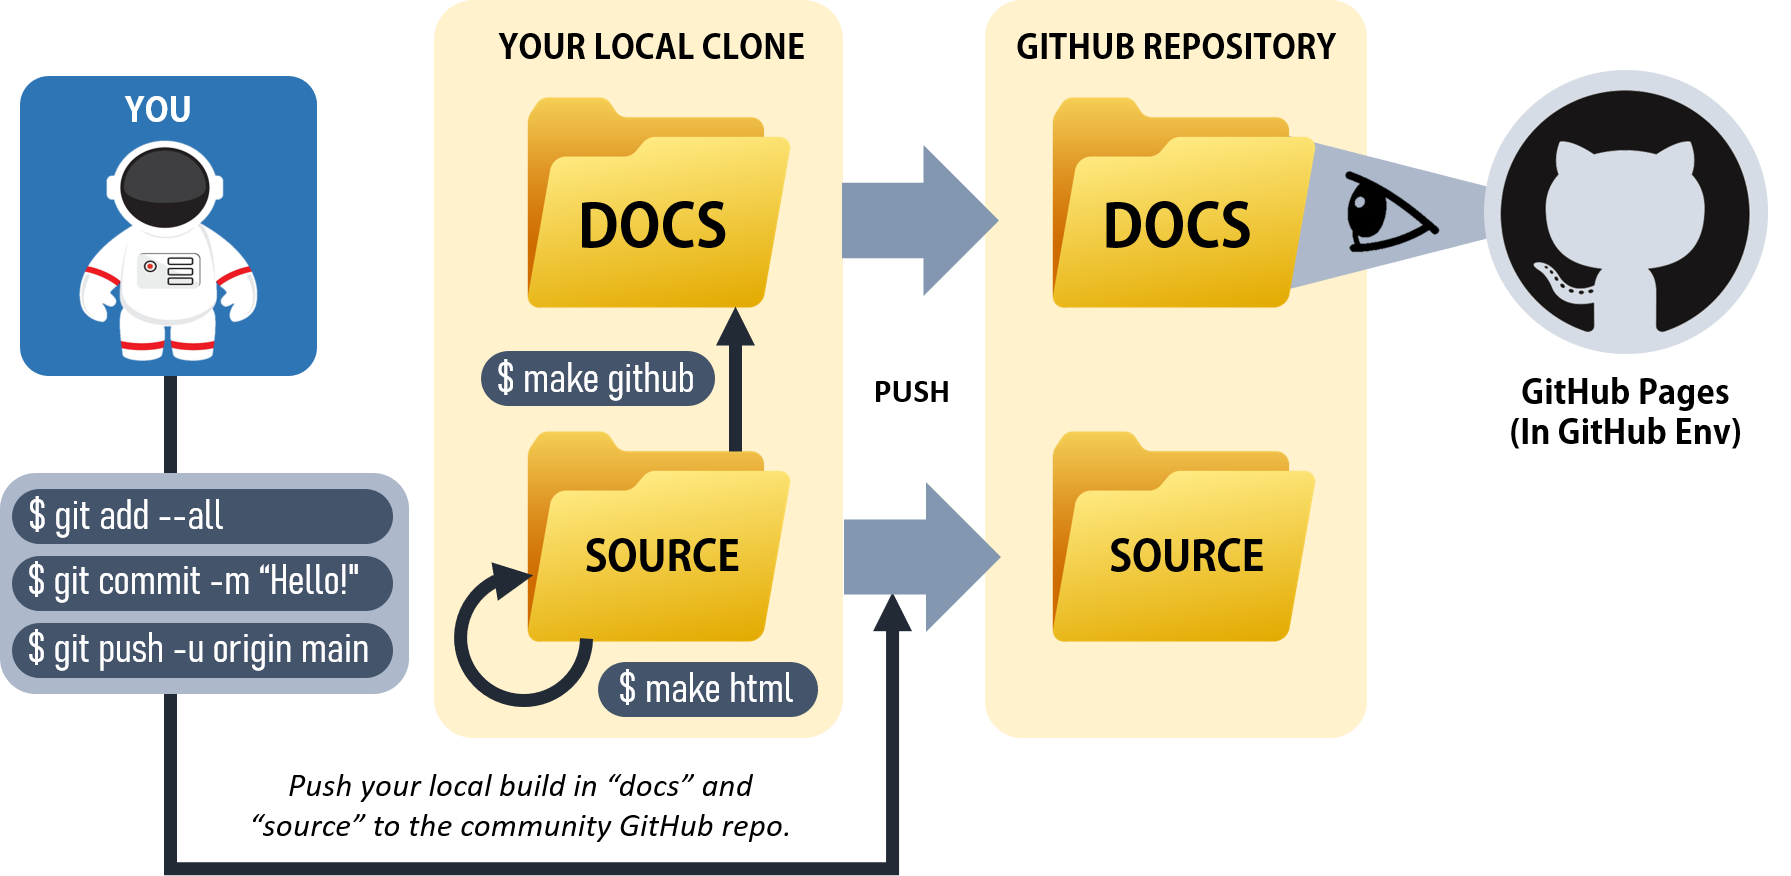 YOUR LOCAL CLONE
GITHUB REPOSITORY
YOU
DOCS
DOCS
$ make github
PUSH
GitHub Pages
(In GitHub Env)
$ git add --all
$ git commit -m “Hello!"
$ git push -u origin main
SOURCE
SOURCE
$ make html
Push your local build in “docs” and
“source” to the community GitHub repo.